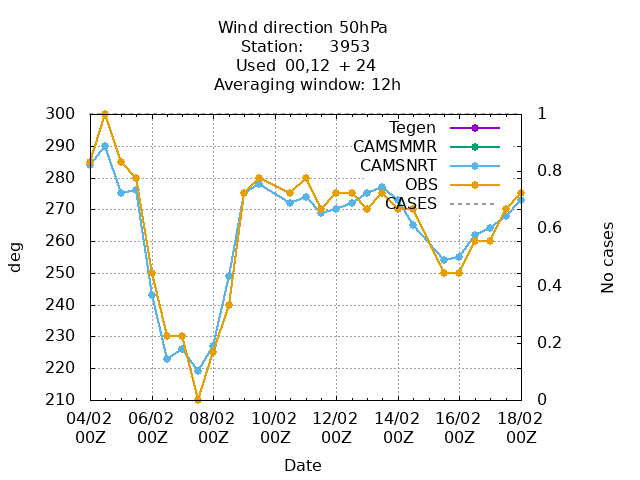 Wind direction 50hPa
Station: 3953
Used 00,12 + 24
Averaging window: 12h
300
290
280
270
260
250
240
230
220
210
deg
1
0.8
0.6
0.4
0.2
0
No cases
Tegen
CAMSMMR
CAMSNRT
OBS
CASES
04/02 06/02 08/02 10/02 12/02 14/02 16/02 18/02
00Z 00Z 00Z 00Z 00Z 00Z 00Z 00Z
Date